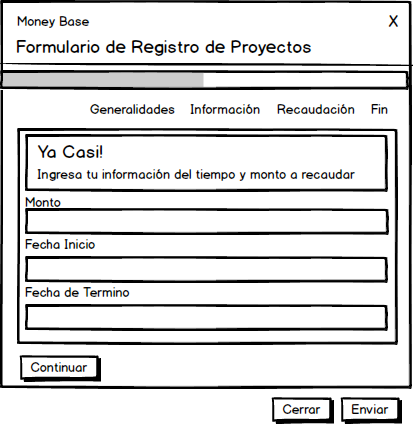 Money Base X
Formulario de Registro de Proyectos
Generalidades Información Recaudación Fin
Ya Casi!
Ingresa tu información del tiempo y monto a recaudar
Monto
Fecha Inicio
Fecha de Termino
Continuar
Cerrar Enviar